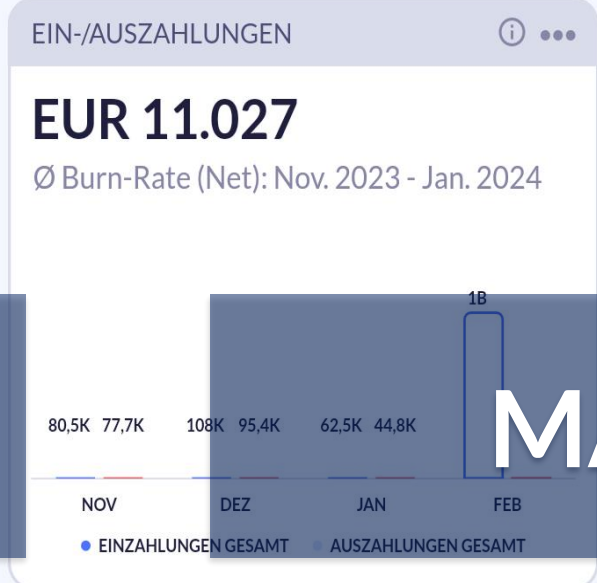 EIN-/AUSZAHLUNGEN
EUR 11.027
Ø Burn-Rate (Net): Nov. 2023 - Jan. 2024
1B
80,5K 77,7K 108K 95,4K 62,5K 44,8K
NOV DEZ JAN FEB
EINZAHLUNGEN GESAMT AUSZAHLUNGEN GESAMT